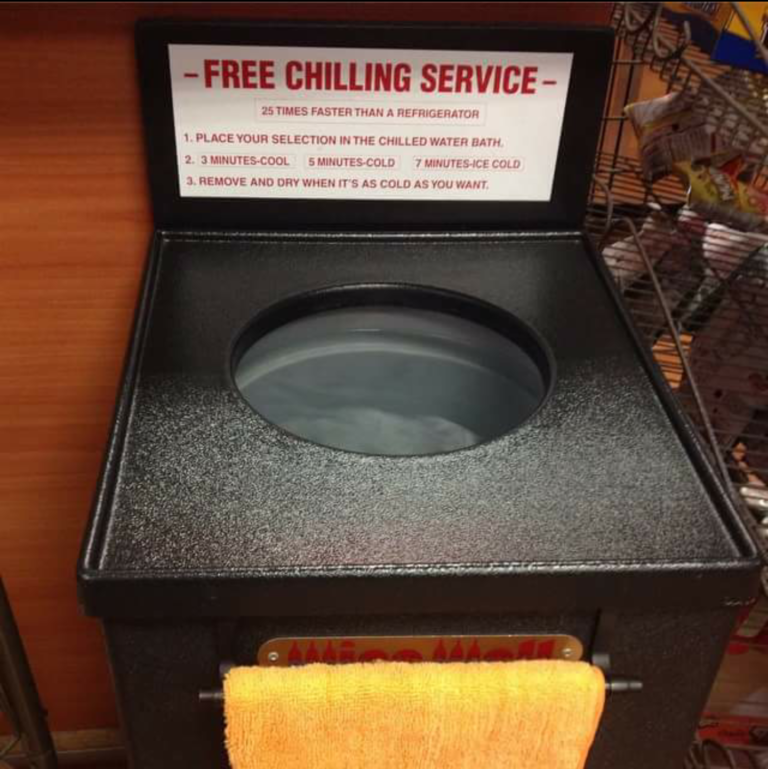 - FREE CHILLING SERVICE -
25 TIMES FASTER THAN A REFRIGERATOR
1. PLACE YOUR SELECTION IN THE CHILLED WATER BATH.
2. 3 MINUTES-COOL 5 MINUTES-COLD 7 MINUTES-ICE COLD
3. REMOVE AND DRY WHEN IT'S AS COLD AS YOU WANT.